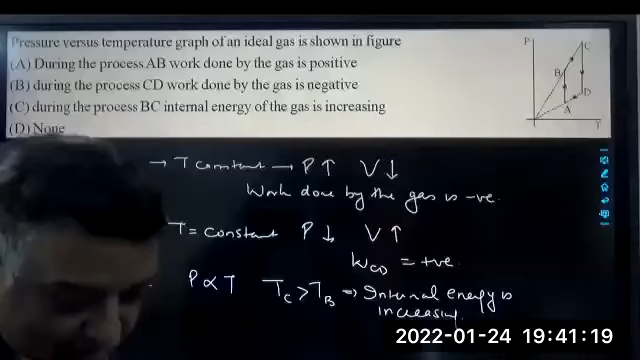 Pressure versus temperature graph of an ideal gas is shown in figure
(A) During the process AB work done by the gas is positive
(B) during the process CD work done by the gas is negative
(C) during the process BC internal energy of the gas is increasing
(D) None
P
C
B
D
A
T
→ T constant → P ↑ V ↓
Work done by the gas is -ve.
T = constant P ↓ V ↑
W_CD = +ve.
P ∝ T T_C > T_B ⇒ Internal energy is
increasing.
2022-01-24 19:41:19